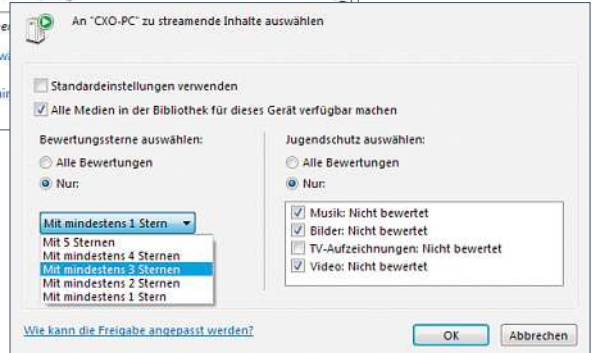 An "CXO-PC" zu streamende Inhalte auswählen
Standardeinstellungen verwenden
Alle Medien in der Bibliothek für dieses Gerät verfügbar machen
Bewertungssterne auswählen:
Alle Bewertungen
Nur:
Mit mindestens 1 Stern
Mit 5 Sternen
Mit mindestens 4 Sternen
Mit mindestens 3 Sternen
Mit mindestens 2 Sternen
Mit mindestens 1 Stern
Jugendschutz auswählen:
Alle Bewertungen
Nur:
Musik: Nicht bewertet
Bilder: Nicht bewertet
TV-Aufzeichnungen: Nicht bewertet
Video: Nicht bewertet
Wie kann die Freigabe angepasst werden?
OK
Abbrechen